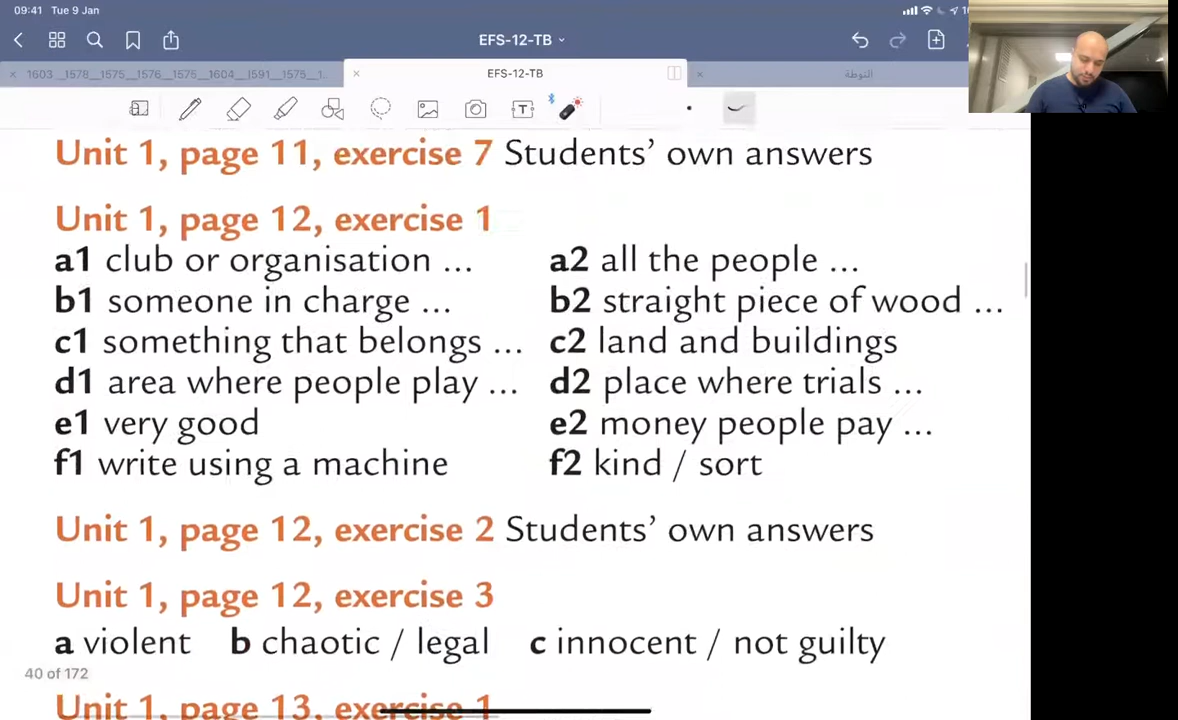 09:41 Tue 9 Jan
EFS-12-TB
1603_1578__1575__1576__1575__1604__(591__1575__1...
EFS-12-TB
النوطة
Unit 1, page 11, exercise 7 Students' own answers
Unit 1, page 12, exercise 1
a1 club or organisation ... a2 all the people ...
b1 someone in charge ... b2 straight piece of wood ...
c1 something that belongs ... c2 land and buildings
d1 area where people play ... d2 place where trials ...
e1 very good e2 money people pay ...
f1 write using a machine f2 kind / sort
Unit 1, page 12, exercise 2 Students' own answers
Unit 1, page 12, exercise 3
a violent b chaotic / legal c innocent / not guilty
40 of 172
Unit 1, page 13, exercise 1